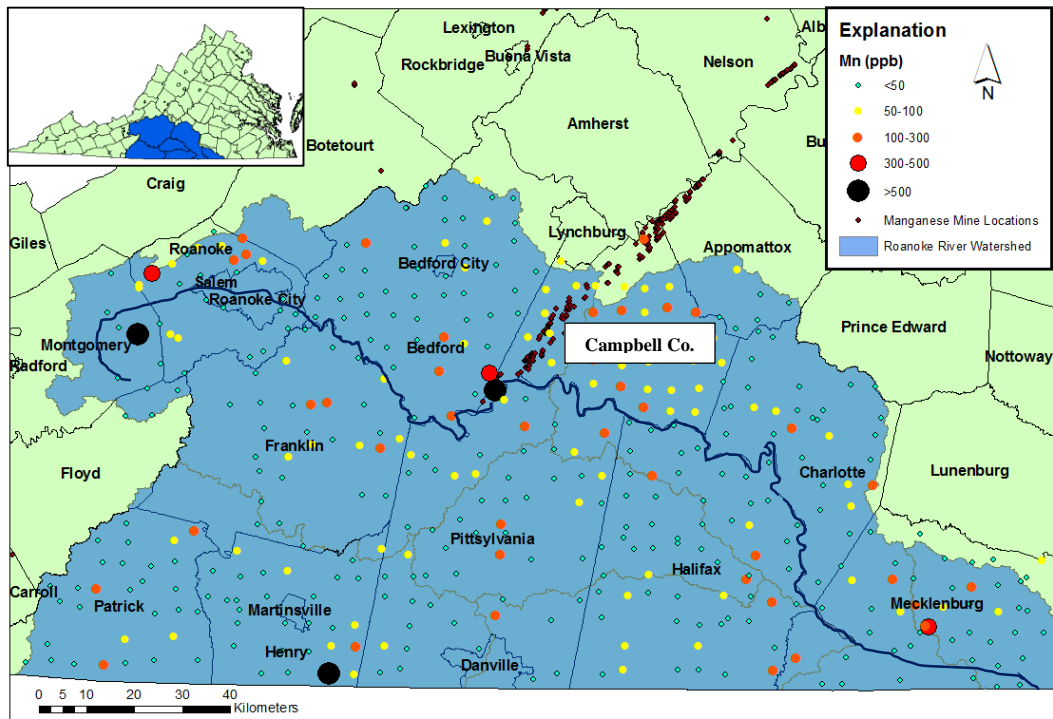 Lexington
Buena Vista
Rockbridge
Nelson
Alb
Amherst
Bu
Botetourt
Craig
Giles
Roanoke
Lynchburg
Appomattox
Bedford City
Salem
Roanoke City
Prince Edward
Montgomery
Radford
Bedford
Campbell Co.
Nottoway
Franklin
Floyd
Charlotte
Lunenburg
Pittsylvania
Halifax
Carroll
Patrick
Martinsville
Mecklenburg
Henry
Danville
0 5 10 20 30 40
Kilometers
Explanation
Mn (ppb)
N
<50
50-100
100-300
300-500
>500
Manganese Mine Locations
Roanoke River Watershed